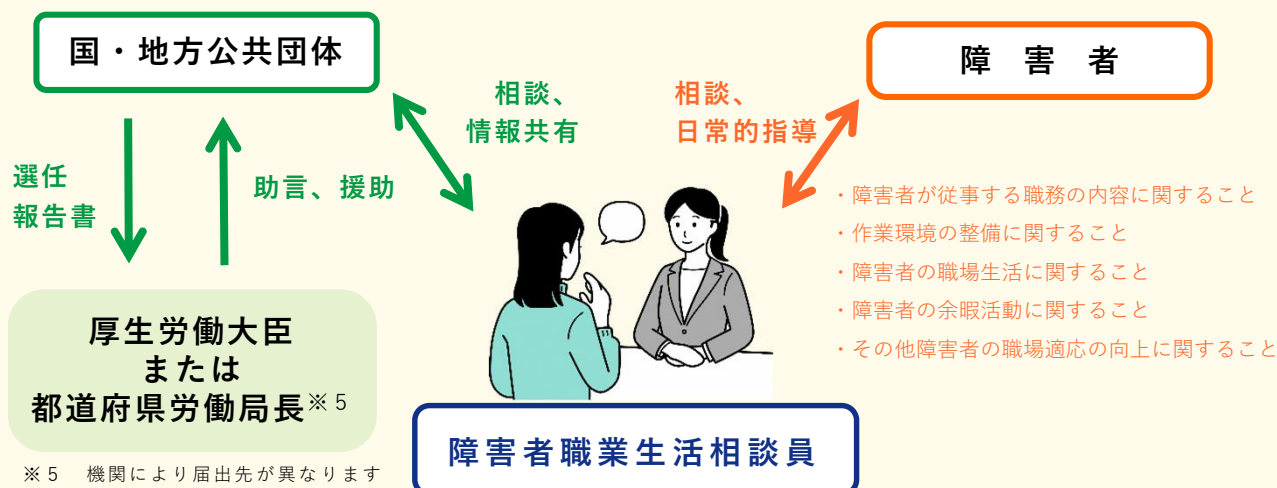 国・地方公共団体
障 害 者
相談、
情報共有
相談、
日常的指導
選任
報告書
助言、援助
・障害者が従事する職務の内容に関すること
・作業環境の整備に関すること
・障害者の職場生活に関すること
・障害者の余暇活動に関すること
・その他障害者の職場適応の向上に関すること
厚生労働大臣
または
都道府県労働局長※5
障害者職業生活相談員
※5 機関により届出先が異なります